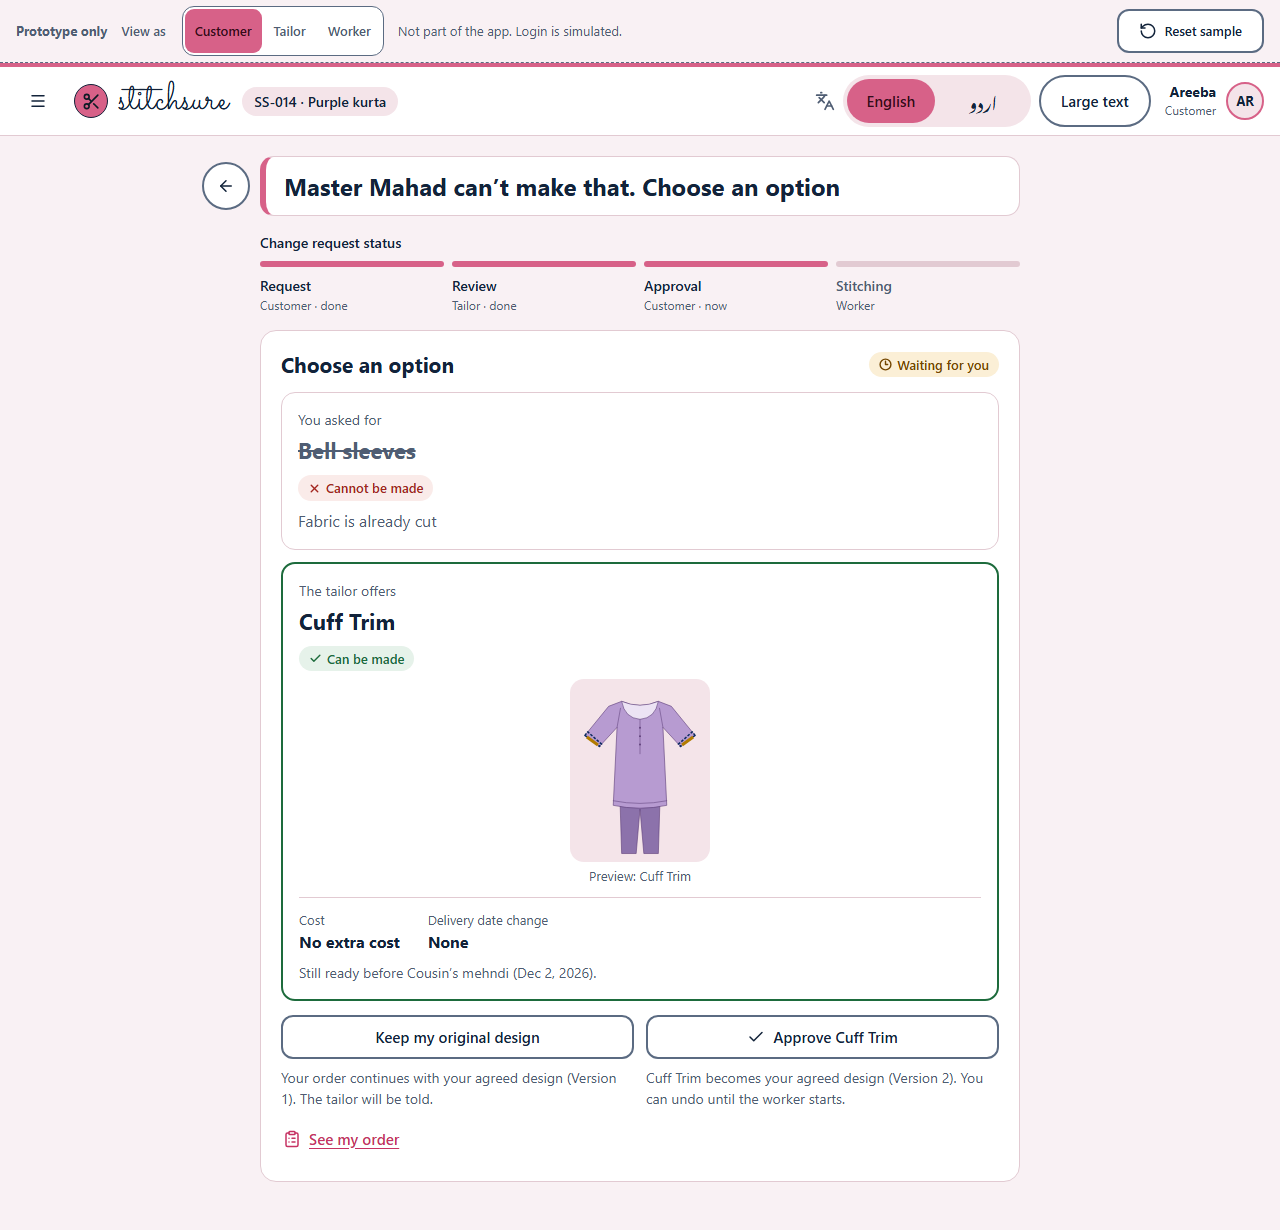 Prototype only View as Customer Tailor Worker Not part of the app. Login is simulated. Reset sample
stitchsure SS-014 · Purple kurta English اردو Large text Areeba
Customer AR
Master Mahad can’t make that. Choose an option
Change request status
Request Review Approval Stitching
Customer · done Tailor · done Customer · now Worker
Choose an option Waiting for you
You asked for
Bell sleeves
Cannot be made
Fabric is already cut
The tailor offers
Cuff Trim
Can be made
Preview: Cuff Trim
Cost Delivery date change
No extra cost None
Still ready before Cousin’s mehndi (Dec 2, 2026).
Keep my original design Approve Cuff Trim
Your order continues with your agreed design (Version
1). The tailor will be told.
Cuff Trim becomes your agreed design (Version 2). You
can undo until the worker starts.
See my order